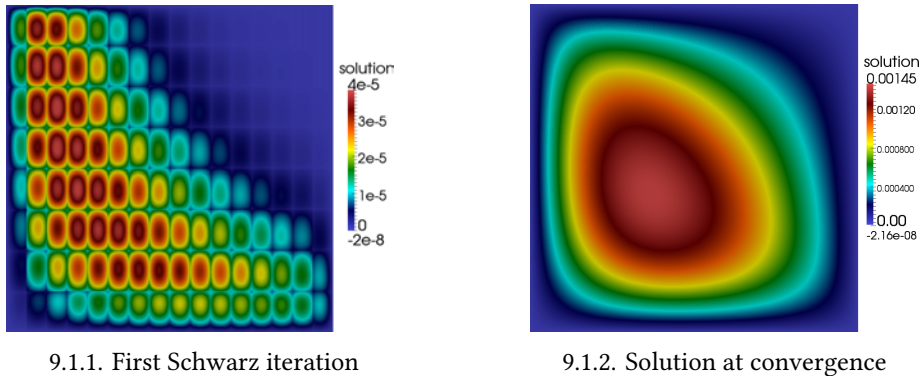 solution
4e-5
3e-5
2e-5
1e-5
0
-2e-8
solution
0.00145
0.00120
0.000800
0.000400
0.00
-2.16e-08
9.1.1. First Schwarz iteration
9.1.2. Solution at convergence